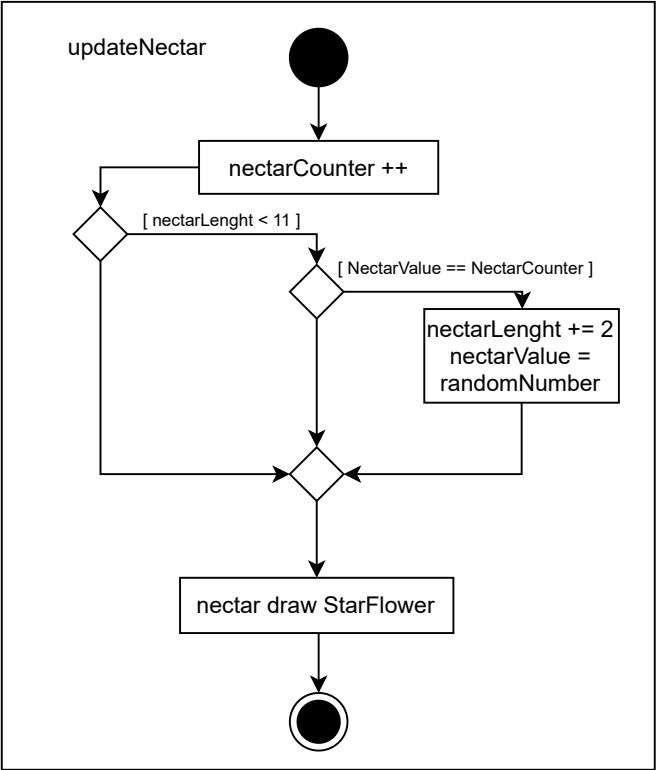 updateNectar
nectarCounter ++
[ nectarLenght < 11 ]
[ NectarValue == NectarCounter ]
nectarLenght += 2
nectarValue =
randomNumber
nectar draw StarFlower